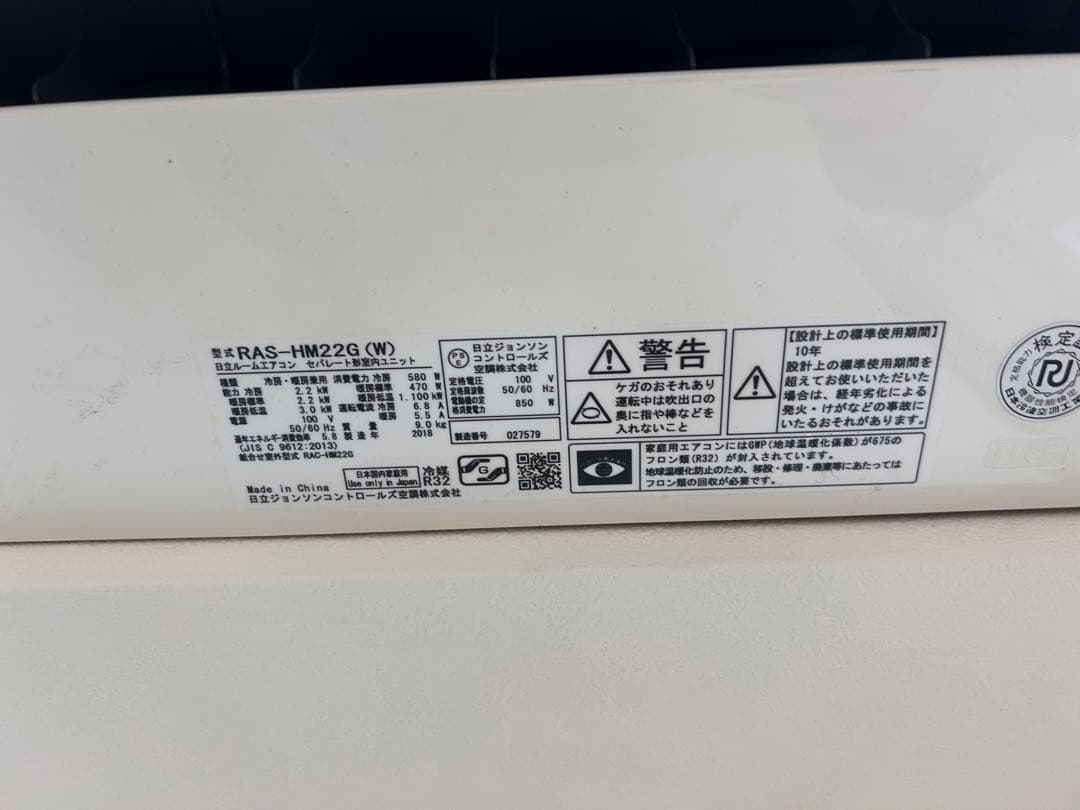 型式 RAS-HM22G(W)
日立ルームエアコン セパレート形室内ユニット
種類 冷房・暖房兼用 消費電力 冷房 580 W
能力 冷房 2.2 kW 暖房標準 470 W
暖房標準 2.2 kW 暖房低温 1.100 kW
暖房低温 3.0 kW 運転電流 冷房 6.8 A
電源 100 V 暖房 5.5 A
50/60 Hz 質量 9.0 kg
通年エネルギー消費効率 5.8 製造年 2018
(JIS C 9612:2013)
組合せ室外型式 RAC-HM22G
Made in China
日本国内家庭用
Use only in Japan
冷媒
R32
日立ジョンソンコントロールズ空調株式会社
PS
E
日立ジョンソン
コントロールズ
空調株式会社
定格電圧 100 V
定格周波数 50/60 Hz
電動機の定
格消費電力 850 W
製造番号 027579
G
警告
ケガのおそれあり
運転中は吹出口の
奥に指や棒などを
入れないこと
【設計上の標準使用期間】
10年
設計上の標準使用期間を
超えてお使いいただいた
場合は、経年劣化による
発火・けがなどの事故に
いたるおそれがあります。
家庭用エアコンにはGWP(地球温暖化係数)が675の
フロン類(R32) が封入されています。
地球温暖化防止のため、移設・修理・廃棄等にあたっては
フロン類の回収が必要です。
定格能力
検定